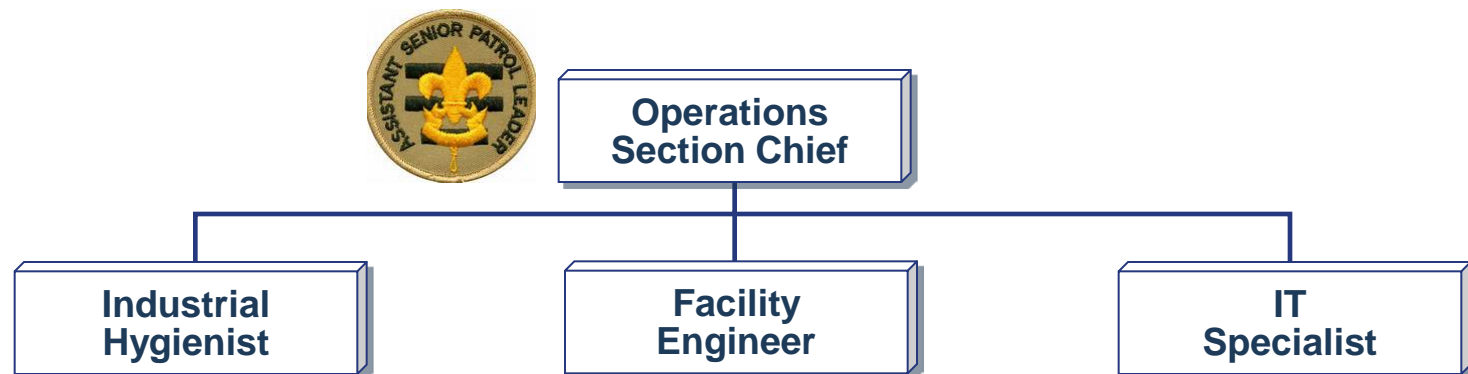 ASSISTANT SENIOR PATROL LEADER
Operations
Section Chief
Industrial
Hygienist
Facility
Engineer
IT
Specialist